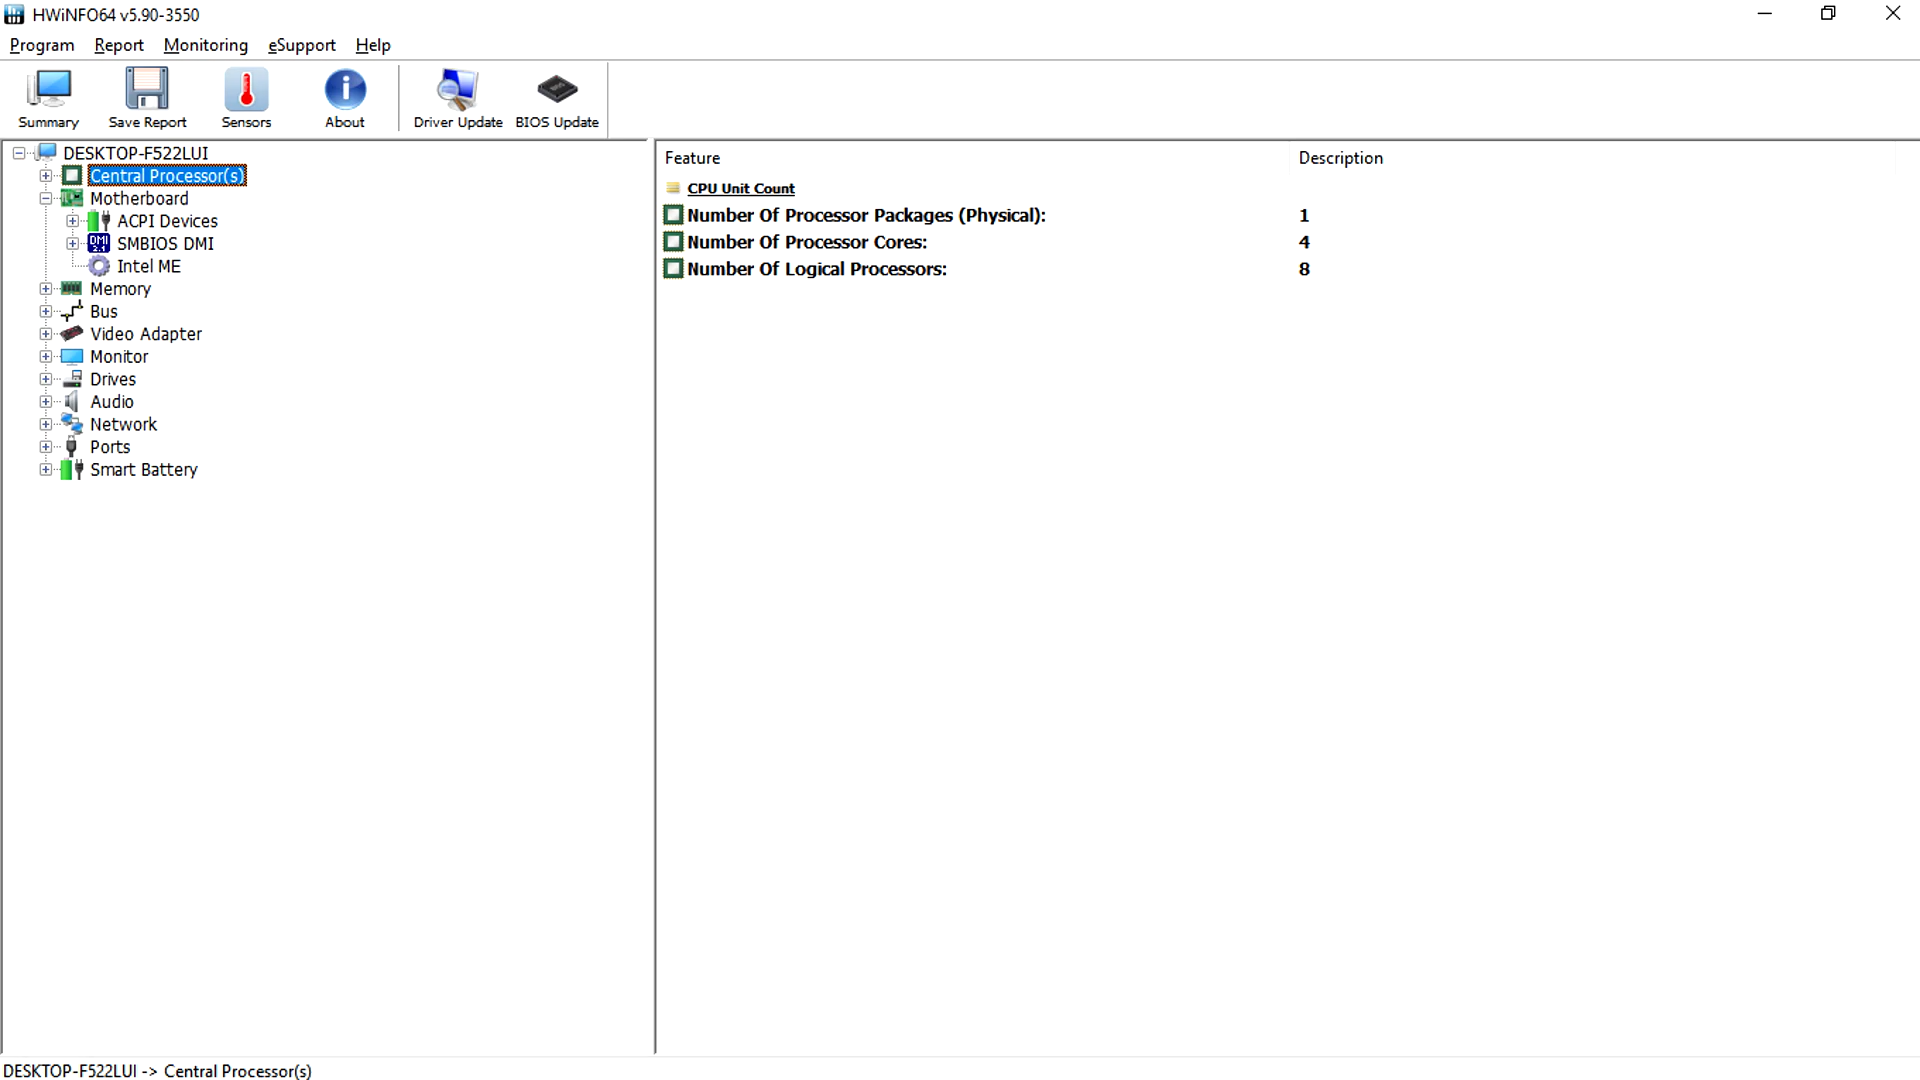 HWiNFO64 v5.90-3550
Program Report Monitoring eSupport Help
Summary Save Report Sensors About Driver Update BIOS Update
DESKTOP-F522LUI
Central Processor(s)
Motherboard
ACPI Devices
DMI 2.1 SMBIOS DMI
Intel ME
Memory
Bus
Video Adapter
Monitor
Drives
Audio
Network
Ports
Smart Battery
Feature Description
CPU Unit Count
Number Of Processor Packages (Physical): 1
Number Of Processor Cores: 4
Number Of Logical Processors: 8
DESKTOP-F522LUI -> Central Processor(s)